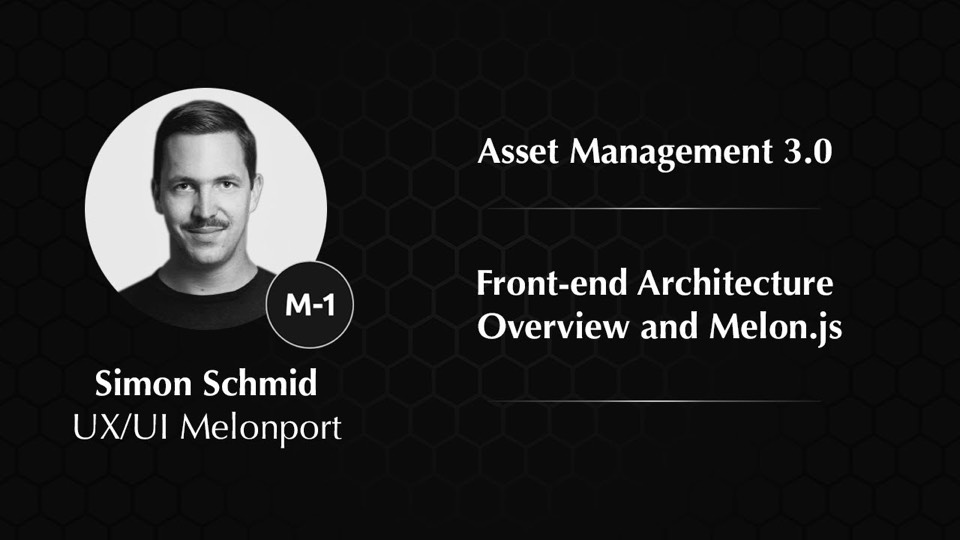 M-1
Simon Schmid
UX/UI Melonport
Asset Management 3.0
Front-end Architecture
Overview and Melon.js